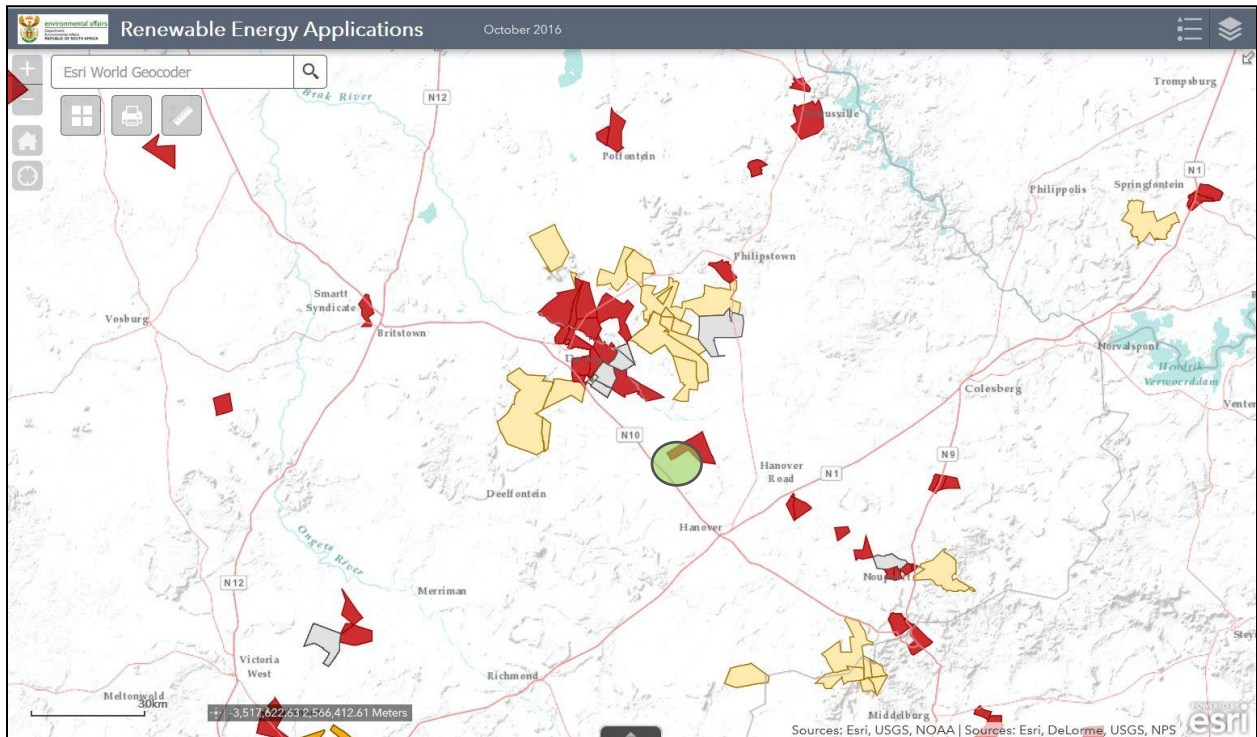 environmental affairs
Department:
Environmental Affairs
REPUBLIC OF SOUTH AFRICA
Renewable Energy Applications
October 2016
Esri World Geocoder
Brak River
N12
Trompsburg
Potfontein
N1
Philippolis
Springfontein
Philipstown
Smartt
Syndicate
Vosburg
Britstown
Norvalspont
Hendrik
Verwoerddam
Colesberg
Venter
N10
Hanover
Road
N1
N9
Deelfontein
Hanover
Ongers River
N12
Merriman
Victoria
West
Richmond
Meltonwold
30km
-3,517,622.63 2,566,412.61 Meters
Middelburg
POWERED BY
esri
Sources: Esri, USGS, NOAA | Sources: Esri, DeLorme, USGS, NPS